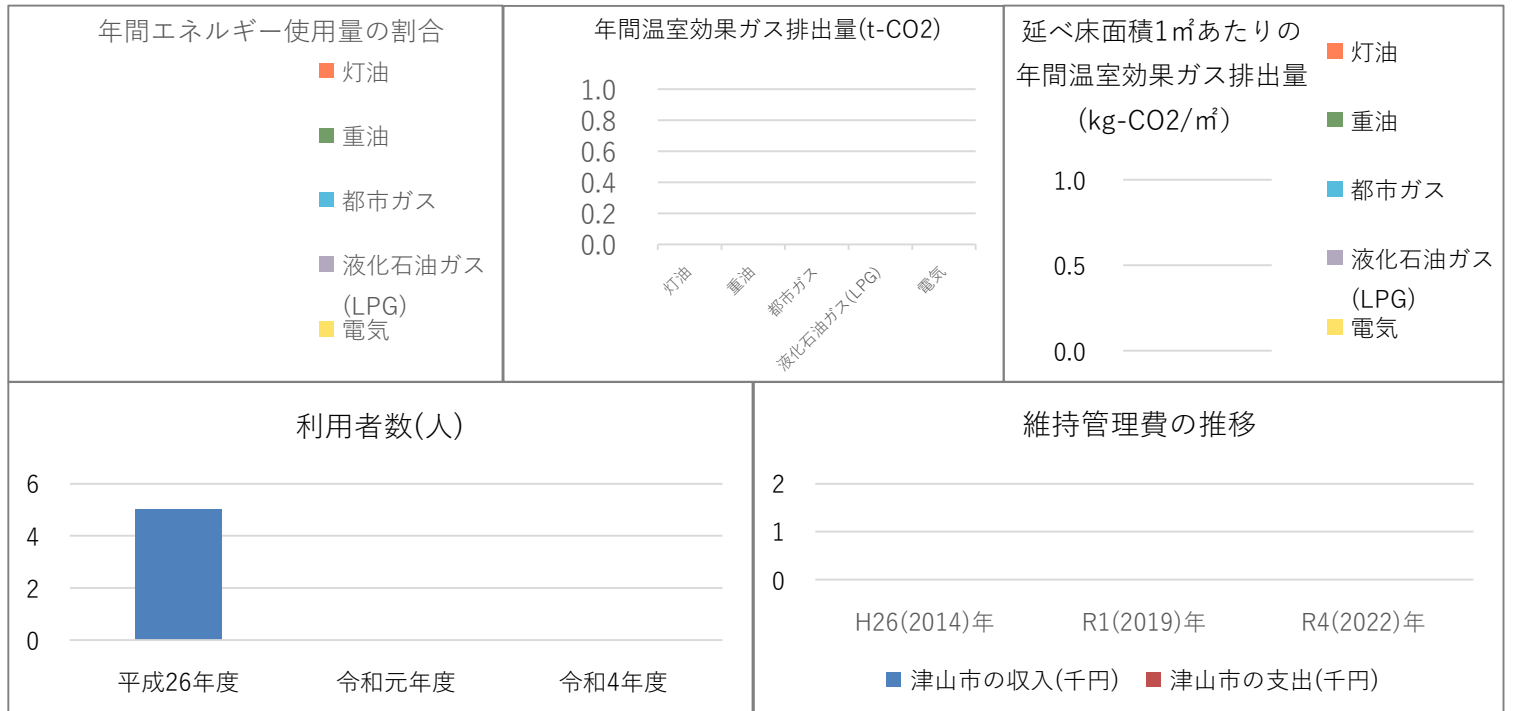 年間エネルギー使用量の割合
灯油
重油
都市ガス
液化石油ガス
(LPG)
電気
年間温室効果ガス排出量(t-CO2)
1.0
0.8
0.6
0.4
0.2
0.0
灯油
重油
都市ガス
液化石油ガス(LPG)
電気
延べ床面積1㎡あたりの
年間温室効果ガス排出量
(kg-CO2/㎡)
1.0
0.5
0.0
灯油
重油
都市ガス
液化石油ガス
(LPG)
電気
利用者数(人)
6
4
2
0
平成26年度 令和元年度 令和4年度
維持管理費の推移
2
1
0
H26(2014)年 R1(2019)年 R4(2022)年
津山市の収入(千円) 津山市の支出(千円)